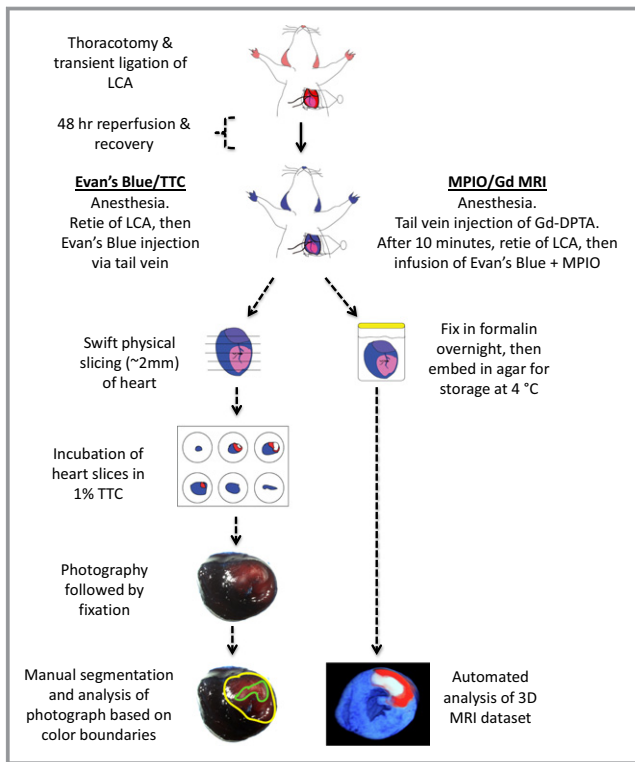 Thoracotomy &
transient ligation of
LCA
48 hr reperfusion &
recovery
Evan's Blue/TTC
Anesthesia.
Retie of LCA, then
Evan's Blue injection
via tail vein
MPIO/Gd MRI
Anesthesia.
Tail vein injection of Gd-DPTA.
After 10 minutes, retie of LCA, then
infusion of Evan's Blue + MPIO
Swift physical
slicing (~2mm)
of heart
Fix in formalin
overnight, then
embed in agar for
storage at 4 °C
Incubation of
heart slices in
1% TTC
Photography
followed by
fixation
Manual segmentation
and analysis of
photograph based on
color boundaries
Automated
analysis of 3D
MRI dataset